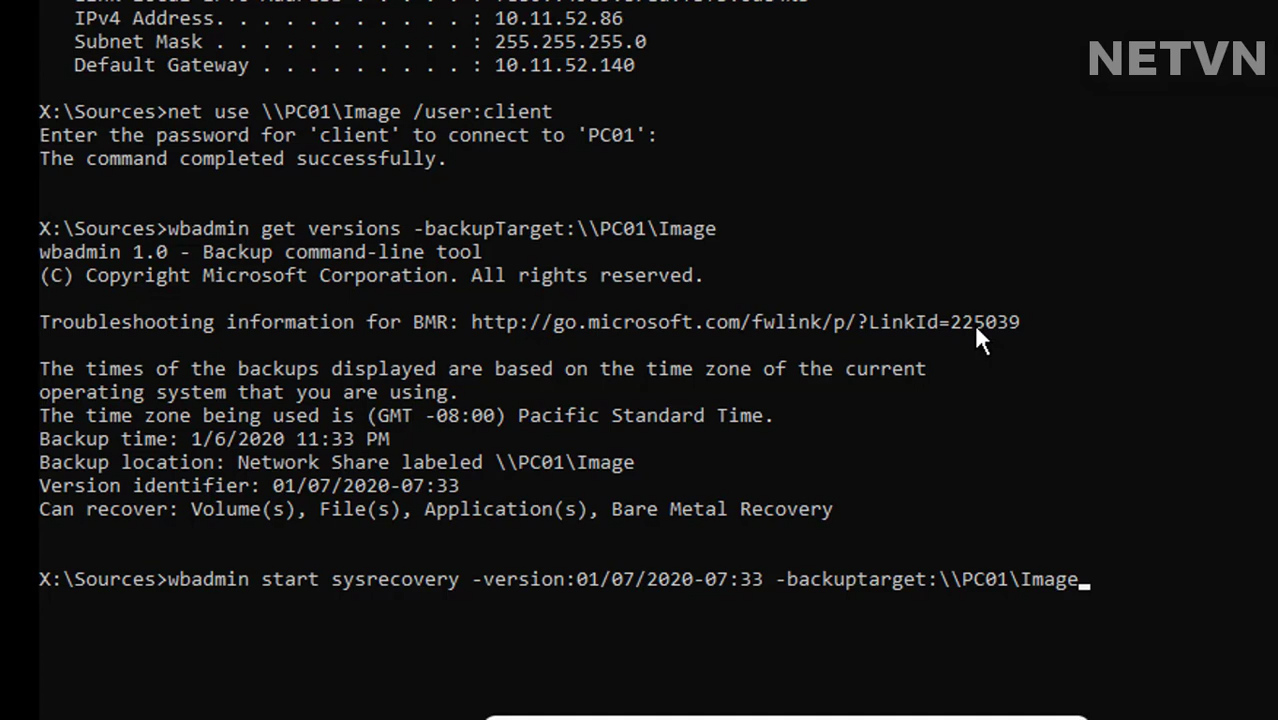 IPv4 Address. . . . . . . . . . . : 10.11.52.86
Subnet Mask . . . . . . . . . . . : 255.255.255.0
Default Gateway . . . . . . . . . : 10.11.52.140
NETVN
X:\Sources>net use \\PC01\Image /user:client
Enter the password for 'client' to connect to 'PC01':
The command completed successfully.
X:\Sources>wbadmin get versions -backupTarget:\\PC01\Image
wbadmin 1.0 - Backup command-line tool
(C) Copyright Microsoft Corporation. All rights reserved.
Troubleshooting information for BMR: http://go.microsoft.com/fwlink/p/?LinkId=225039
The times of the backups displayed are based on the time zone of the current
operating system that you are using.
The time zone being used is (GMT -08:00) Pacific Standard Time.
Backup time: 1/6/2020 11:33 PM
Backup location: Network Share labeled \\PC01\Image
Version identifier: 01/07/2020-07:33
Can recover: Volume(s), File(s), Application(s), Bare Metal Recovery
X:\Sources>wbadmin start sysrecovery -version:01/07/2020-07:33 -backuptarget:\\PC01\Image